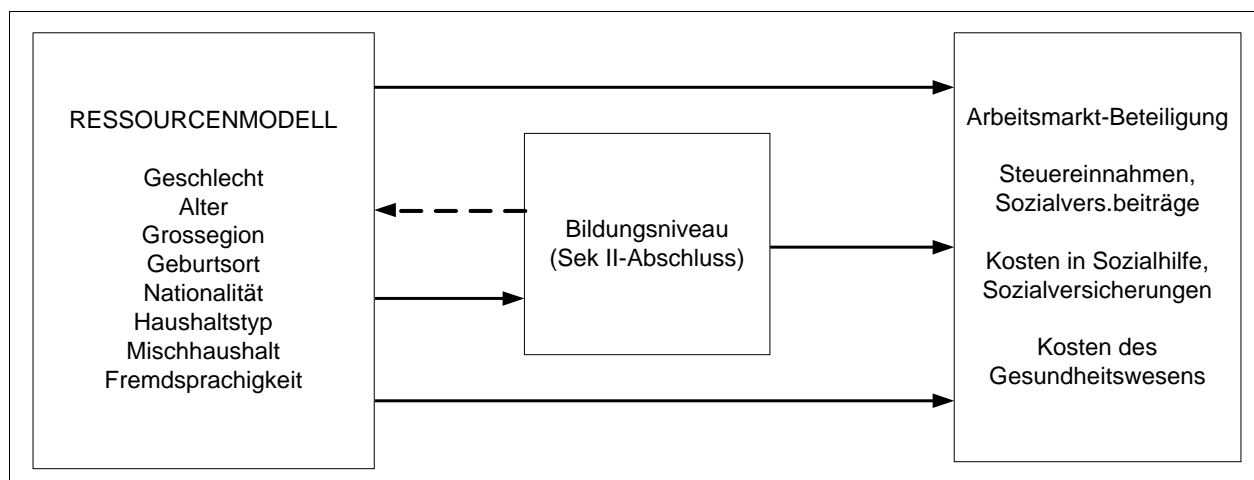 RESSOURCENMODELL
Geschlecht
Alter
Grossegion
Geburtsort
Nationalität
Haushaltstyp
Mischhaushalt
Fremdsprachigkeit
Bildungsniveau
(Sek II-Abschluss)
Arbeitsmarkt-Beteiligung
Steuereinnahmen,
Sozialvers.beiträge
Kosten in Sozialhilfe,
Sozialversicherungen
Kosten des
Gesundheitswesens